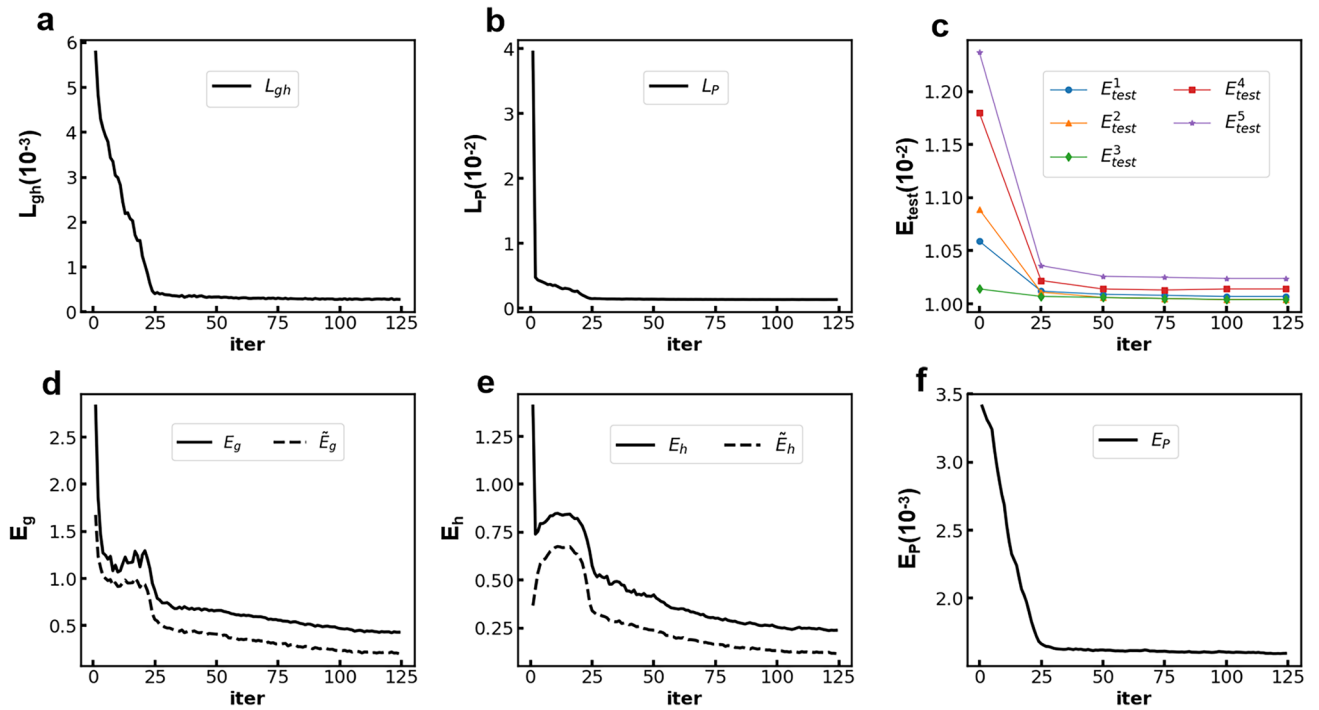 a
6
5
4
3
2
1
0
L_gh(10^-3)
L_gh
0 25 50 75 100 125
iter
b
4
3
2
1
0
L_P(10^-2)
L_P
0 25 50 75 100 125
iter
c
1.20
1.15
1.10
1.05
1.00
E_test(10^-2)
E^1_test E^4_test
E^2_test E^5_test
E^3_test
0 25 50 75 100 125
iter
d
2.5
2.0
1.5
1.0
0.5
E_g
E_g Ẽ_g
0 25 50 75 100 125
iter
e
1.25
1.00
0.75
0.50
0.25
E_h
E_h Ẽ_h
0 25 50 75 100 125
iter
f
3.5
3.0
2.5
2.0
E_P(10^-3)
E_P
0 25 50 75 100 125
iter